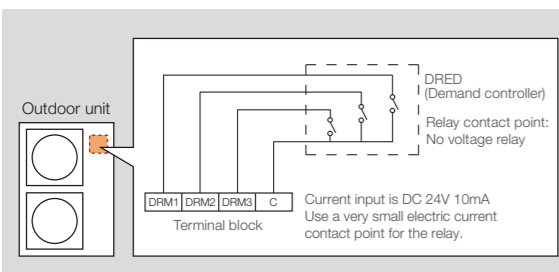 Outdoor unit
DRED
(Demand controller)
Relay contact point:
No voltage relay
DRM1 DRM2 DRM3 C
Terminal block
Current input is DC 24V 10mA
Use a very small electric current
contact point for the relay.